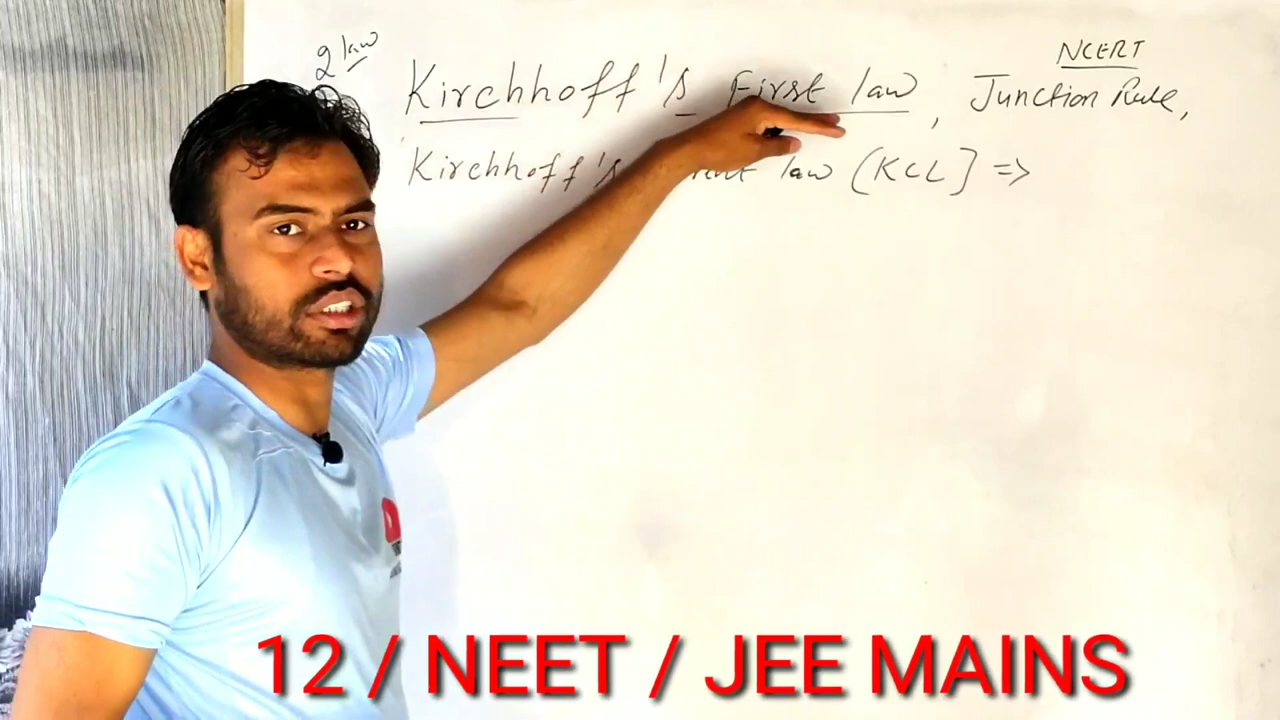 2 law
Kirchhoff's First law, Junction Rule,
NCERT
Kirchhoff's law (KCL] =>
12 / NEET / JEE MAINS